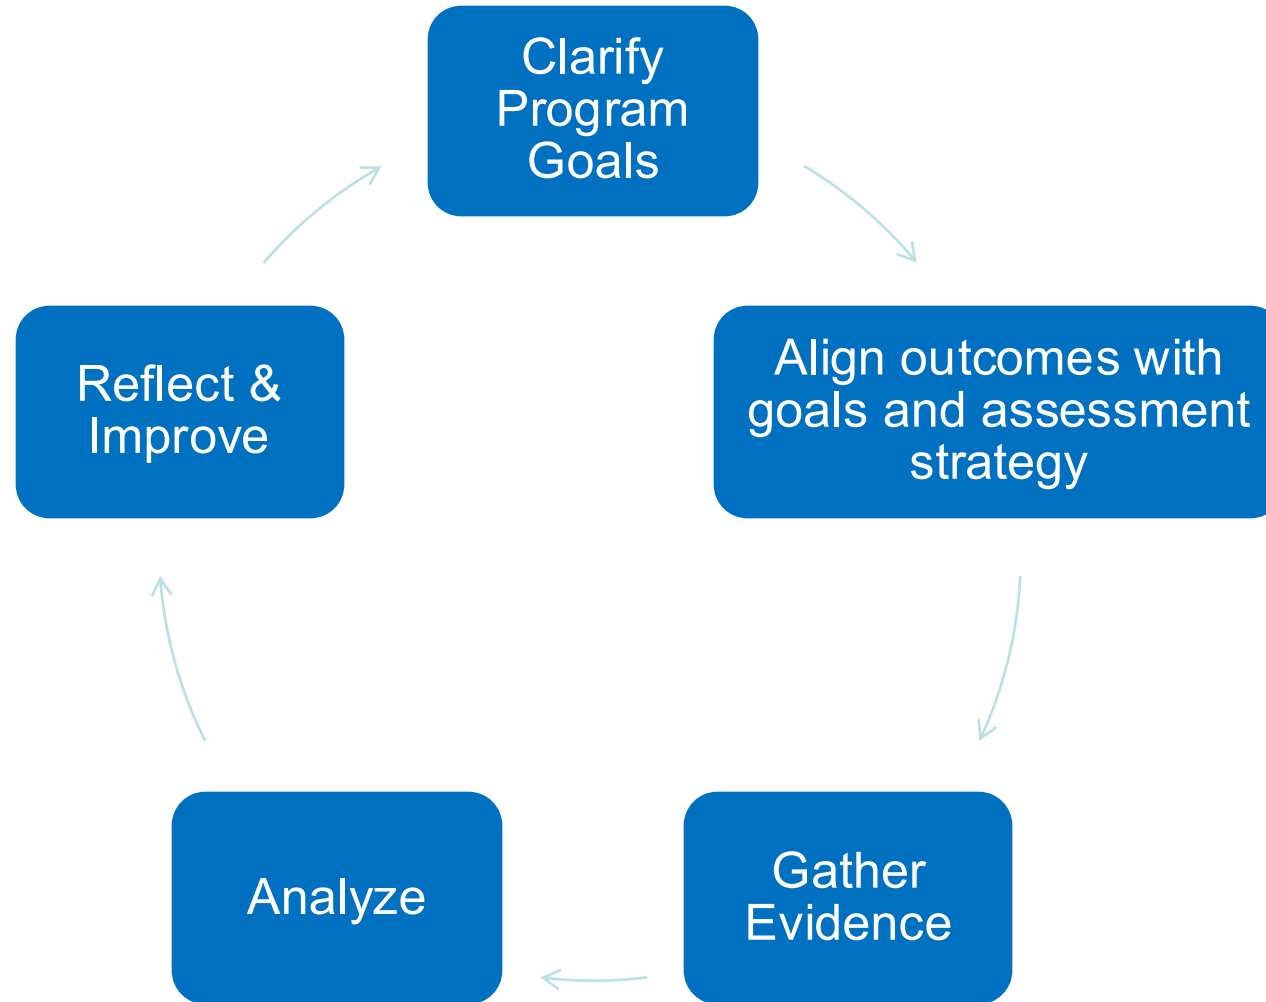 Clarify
Program
Goals
Align outcomes with
goals and assessment
strategy
Gather
Evidence
Analyze
Reflect &
Improve